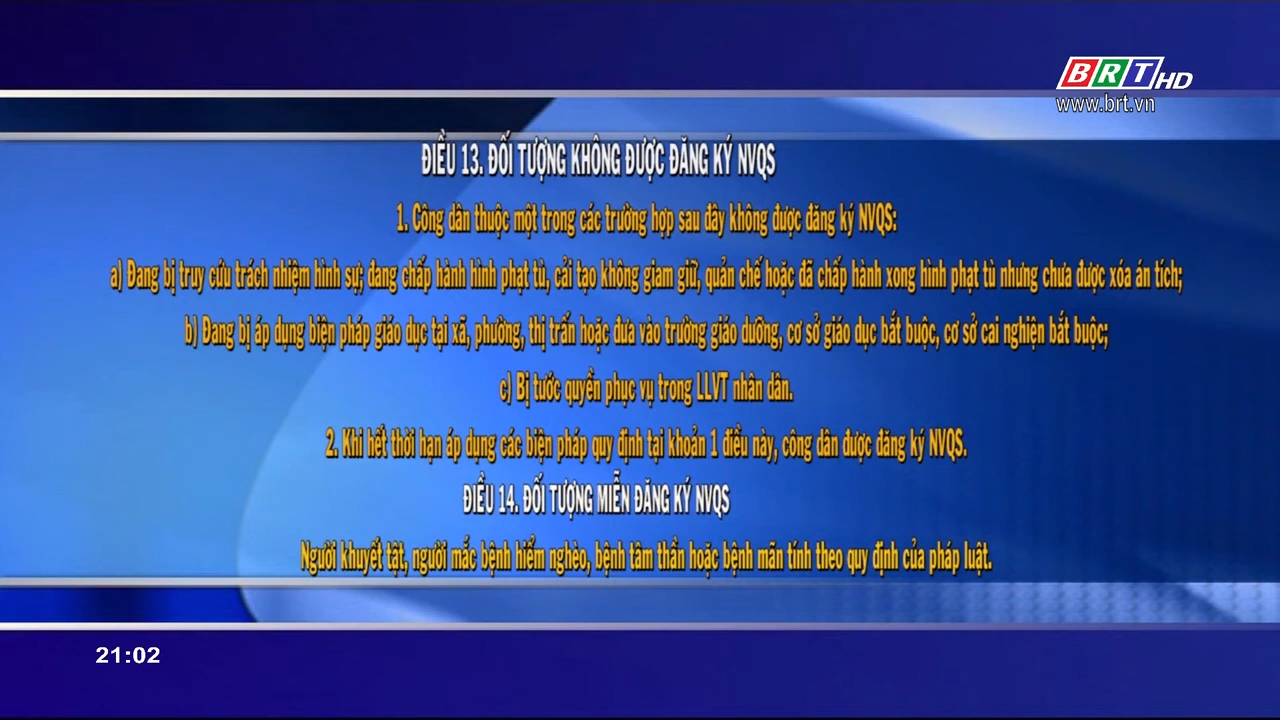 BRT HD
www.brt.vn
ĐIỀU 13. ĐỐI TƯỢNG KHÔNG ĐƯỢC ĐĂNG KÝ NVQS
1. Công dân thuộc một trong các trường hợp sau đây không được đăng ký NVQS:
a) Đang bị truy cứu trách nhiệm hình sự; đang chấp hành hình phạt tù, cải tạo không giam giữ, quản chế hoặc đã chấp hành xong hình phạt tù nhưng chưa được xóa án tích;
b) Đang bị áp dụng biện pháp giáo dục tại xã, phường, thị trấn hoặc đưa vào trường giáo dưỡng, cơ sở giáo dục bắt buộc, cơ sở cai nghiện bắt buộc;
c) Bị tước quyền phục vụ trong LLVT nhân dân.
2. Khi hết thời hạn áp dụng các biện pháp quy định tại khoản 1 điều này, công dân được đăng ký NVQS.
ĐIỀU 14. ĐỐI TƯỢNG MIỄN ĐĂNG KÝ NVQS
Người khuyết tật, người mắc bệnh hiểm nghèo, bệnh tâm thần hoặc bệnh mãn tính theo quy định của pháp luật.
21:02